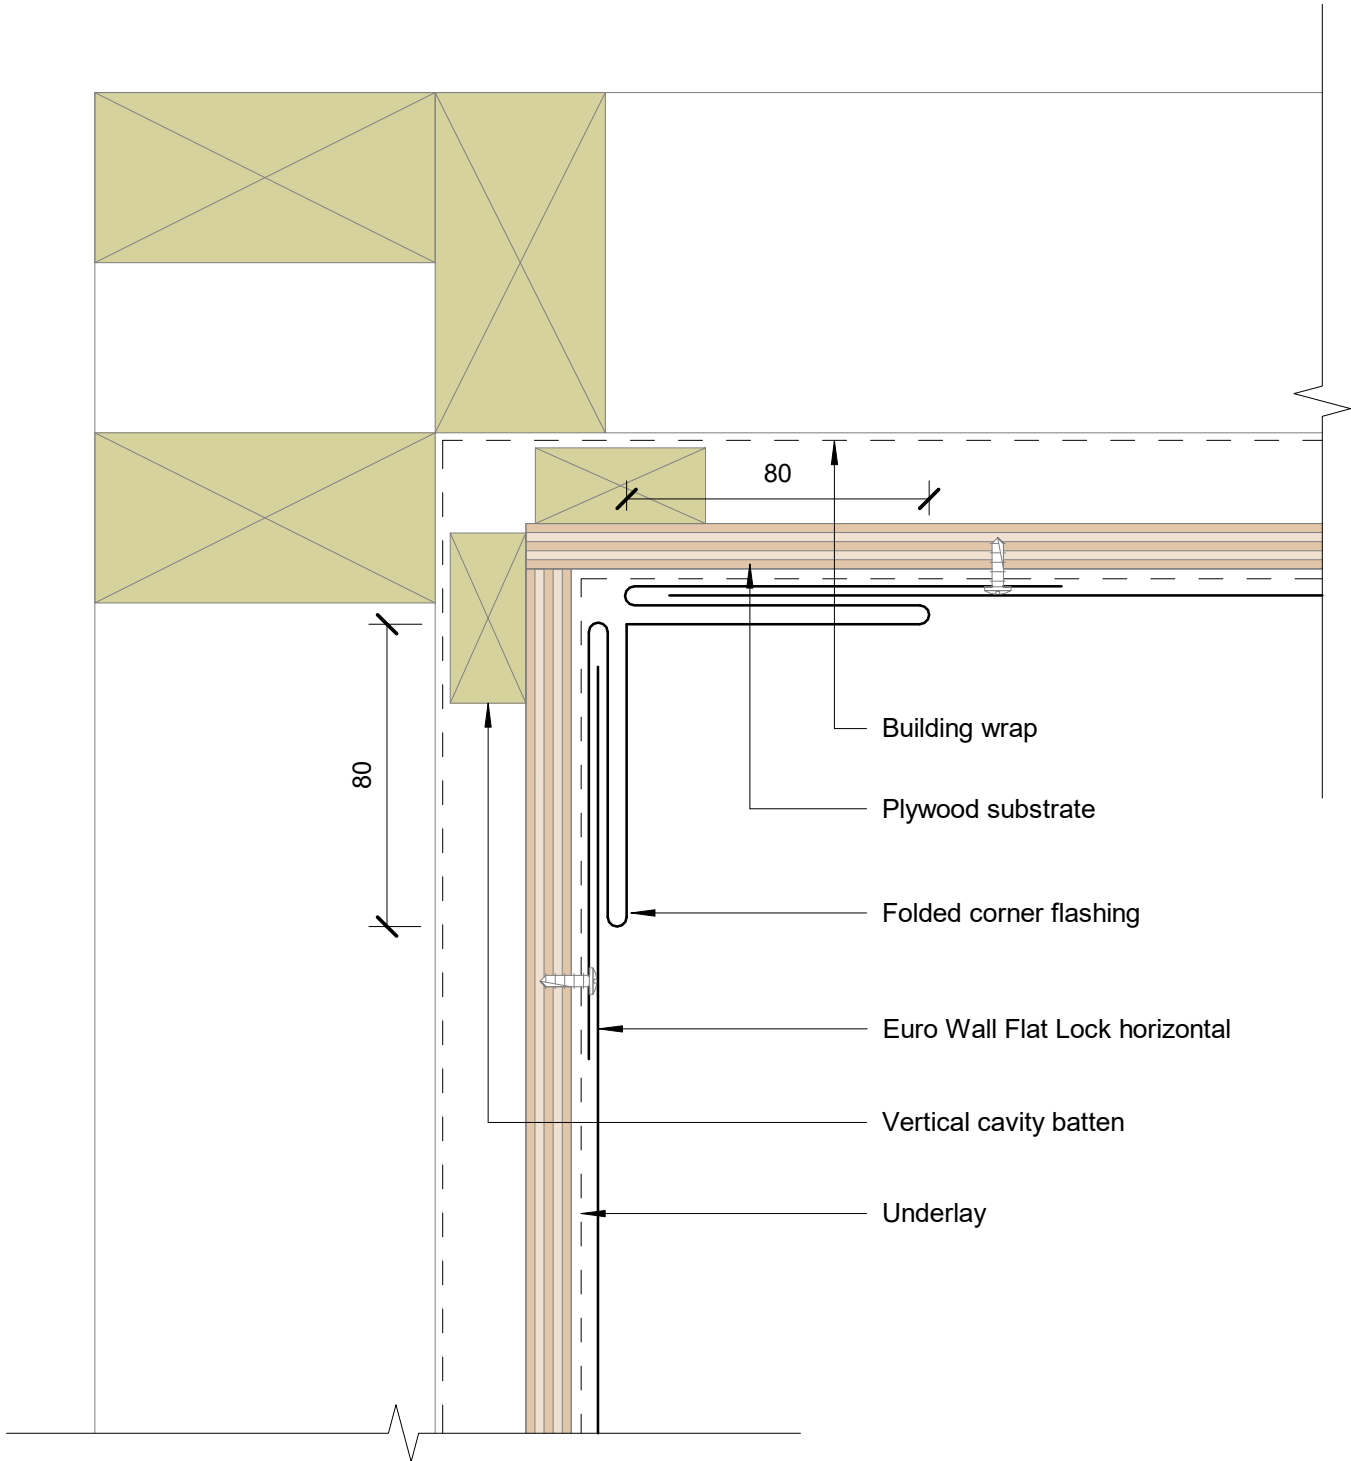 80
Building wrap
80
Plywood substrate
Folded corner flashing
Euro Wall Flat Lock horizontal
Vertical cavity batten
Underlay